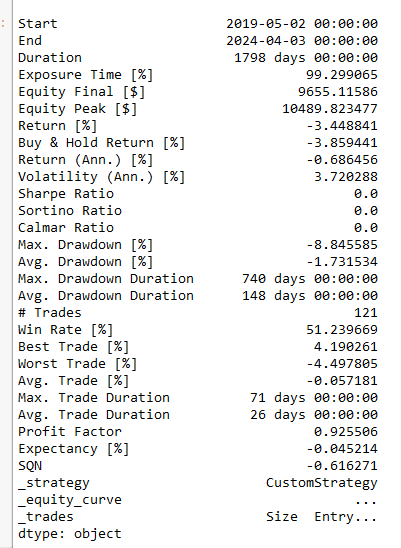 :
Start 2019-05-02 00:00:00
End 2024-04-03 00:00:00
Duration 1798 days 00:00:00
Exposure Time [%] 99.299065
Equity Final [$] 9655.11586
Equity Peak [$] 10489.823477
Return [%] -3.448841
Buy & Hold Return [%] -3.859441
Return (Ann.) [%] -0.686456
Volatility (Ann.) [%] 3.720288
Sharpe Ratio 0.0
Sortino Ratio 0.0
Calmar Ratio 0.0
Max. Drawdown [%] -8.845585
Avg. Drawdown [%] -1.731534
Max. Drawdown Duration 740 days 00:00:00
Avg. Drawdown Duration 148 days 00:00:00
# Trades 121
Win Rate [%] 51.239669
Best Trade [%] 4.190261
Worst Trade [%] -4.497805
Avg. Trade [%] -0.057181
Max. Trade Duration 71 days 00:00:00
Avg. Trade Duration 26 days 00:00:00
Profit Factor 0.925506
Expectancy [%] -0.045214
SQN -0.616271
_strategy CustomStrategy
_equity_curve ...
_trades Size Entry...
dtype: object